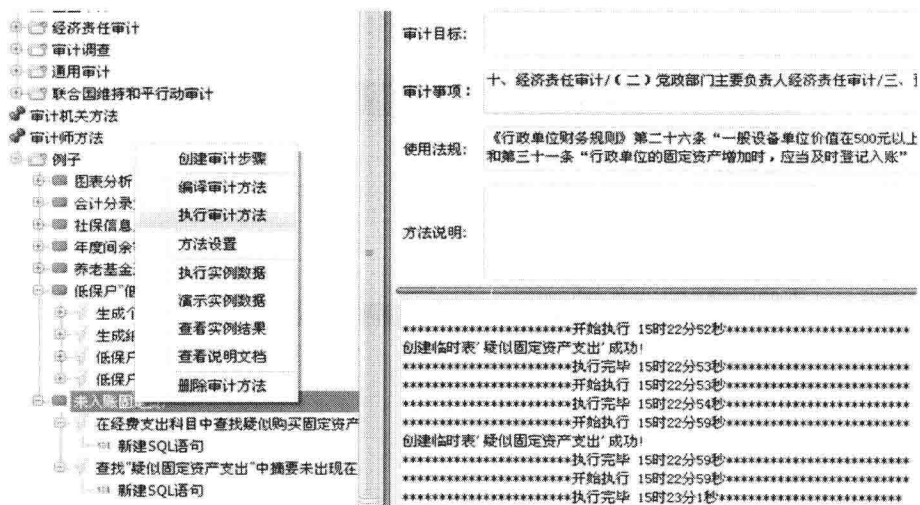 经济责任审计
审计调查
通用审计
联合国维持和平行动审计
审计机关方法
审计师方法
例子
图表分析
会计分录
社保信息
年度间余
养老基金
低保户"低
生成个
生成
低保户
低保户
未入账固
在经费支出科目中查找疑似购买固定资产
新建SQL语句
查找"疑似固定资产支出"中摘要未出现在
新建SQL语句
创建审计步骤
编译审计方法
执行审计方法
方法设置
执行实例数据
演示实例数据
查看实例结果
查看说明文档
删除审计方法
审计目标:
审计事项: 十、经济责任审计/(二)党政部门主要负责人经济责任审计/三、
使用法规: 《行政单位财务规则》第二十六条“一般设备单位价值在500元以上
和第三十一条“行政单位的固定资产增加时,应当及时登记入账”
方法说明:
************************开始执行 15时22分52秒**************************
创建临时表'疑似固定资产支出'成功!
************************执行完毕 15时22分53秒**************************
************************开始执行 15时22分53秒**************************
************************执行完毕 15时22分54秒**************************
************************开始执行 15时22分59秒**************************
创建临时表'疑似固定资产支出'成功!
************************执行完毕 15时22分59秒**************************
************************开始执行 15时22分59秒**************************
************************执行完毕 15时23分1秒**************************